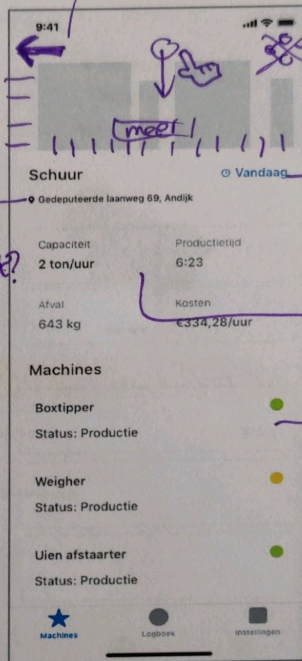 9:41
meer
Schuur
Vandaag
Gedeputeerde laanweg 69, Andijk
Capaciteit
Productietijd
2 ton/uur
6:23
Afval
Kosten
643 kg
€334,28/uur
Machines
Boxtipper
Status: Productie
Weigher
Status: Productie
Uien afstaarter
Status: Productie
Machines
Logboek
Instellingen